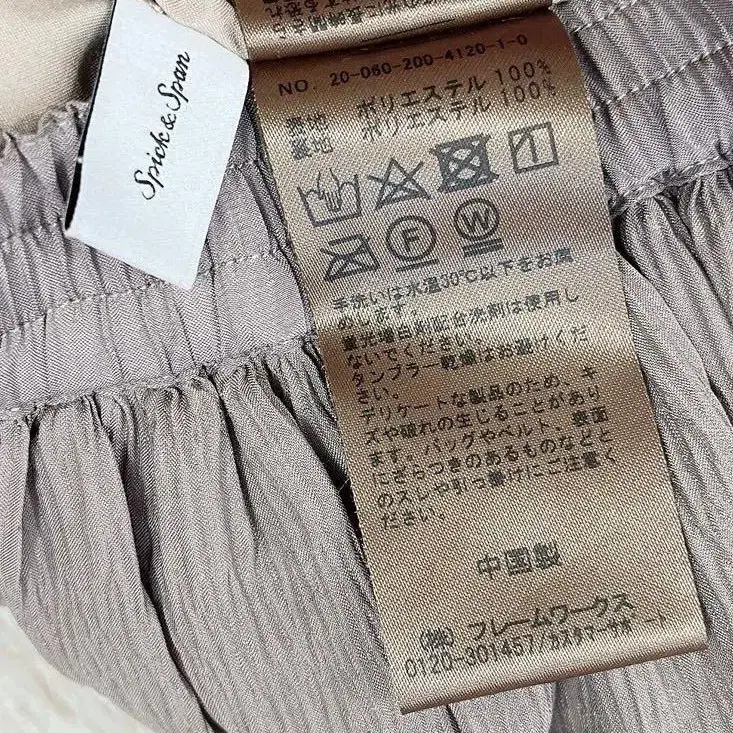 Spick & Span
NO. 20-060-200-4120-1-0
表地 ポリエステル 100%
裏地 ポリエステル 100%
F
W
手洗いは水温30℃以下をお薦
めします。
蛍光増白剤配合洗剤は使用し
ないでください。
タンブラー乾燥はお避けくだ
さい。
デリケートな製品のため、キ
ズや破れの生じることがあり
ます。バッグやベルト、表面
にざらつきのあるものなどと
のスレや引っ掛けにご注意く
ださい。
中国製
(株) フレームワークス
0120-301457/カスタマーサポート